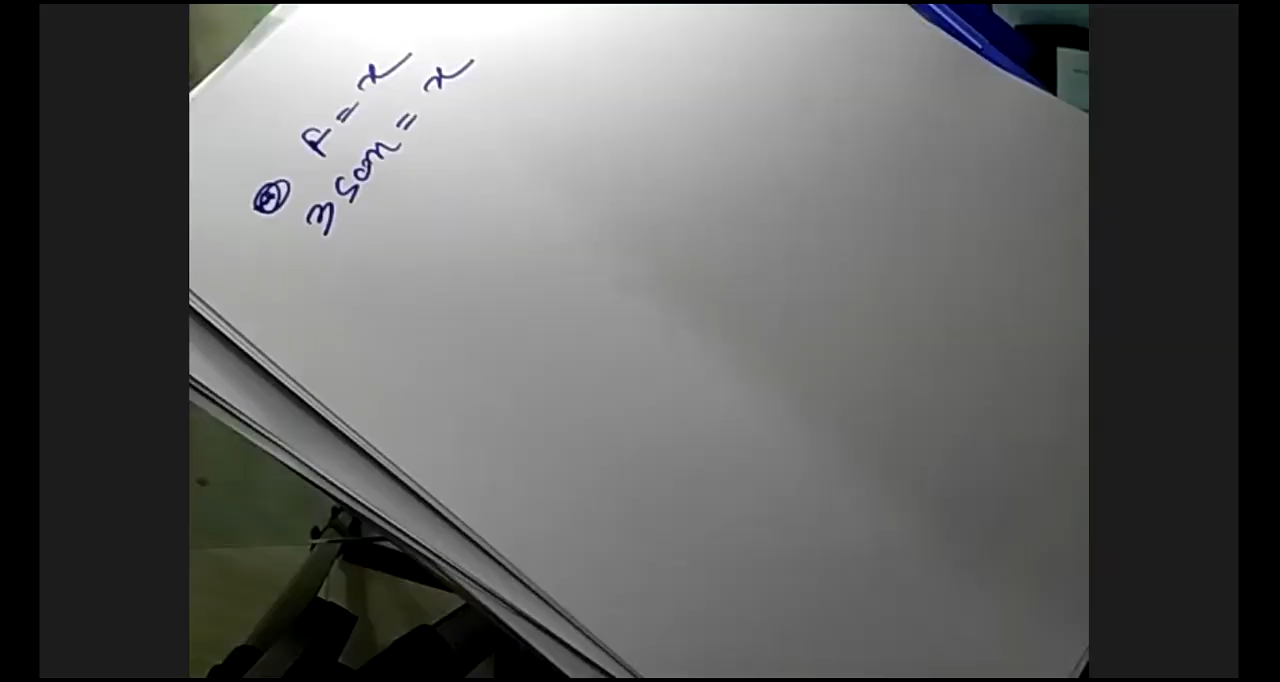 F = x
3 Son = x